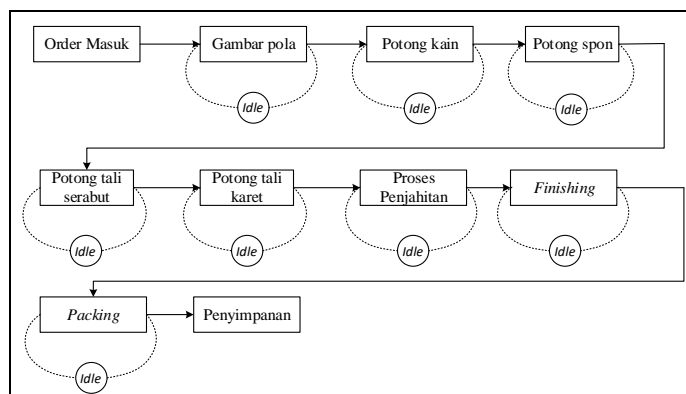 Order Masuk
Gambar pola
Potong kain
Potong spon
Idle
Idle
Idle
Potong tali
serabut
Potong tali
karet
Proses
Penjahitan
Finishing
Idle
Idle
Idle
Idle
Packing
Penyimpanan
Idle